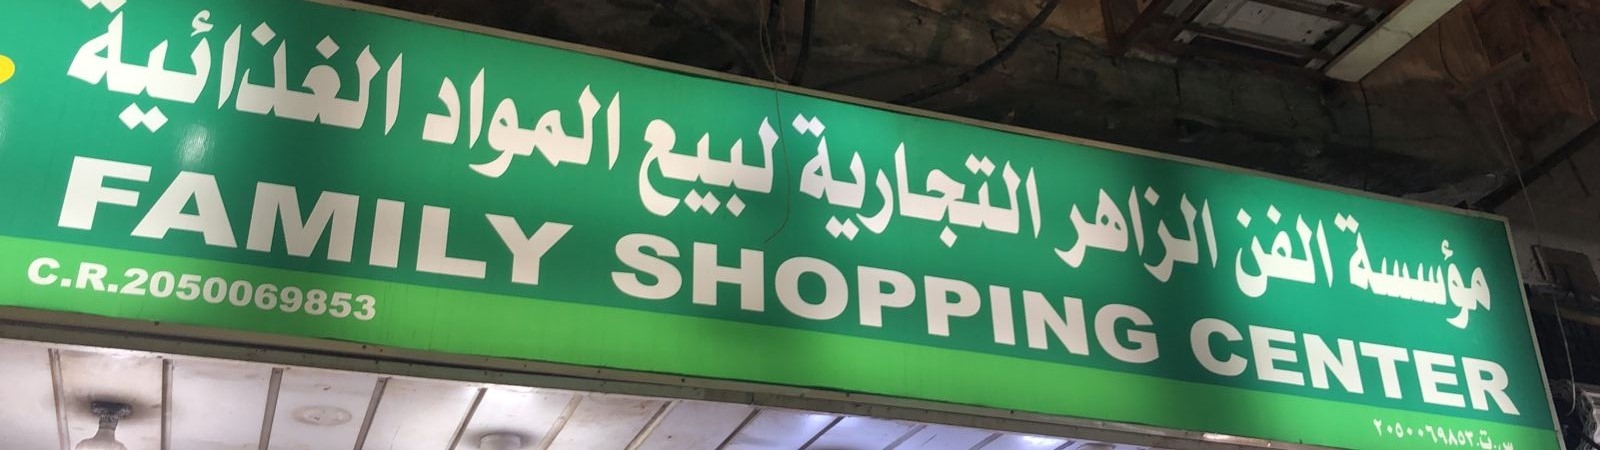 مؤسسة الفن الزاهر التجارية لبيع المواد الغذائية
FAMILY SHOPPING CENTER
C.R.2050069853
س.ت.٢٠٥٠٠٦٩٨٥٣